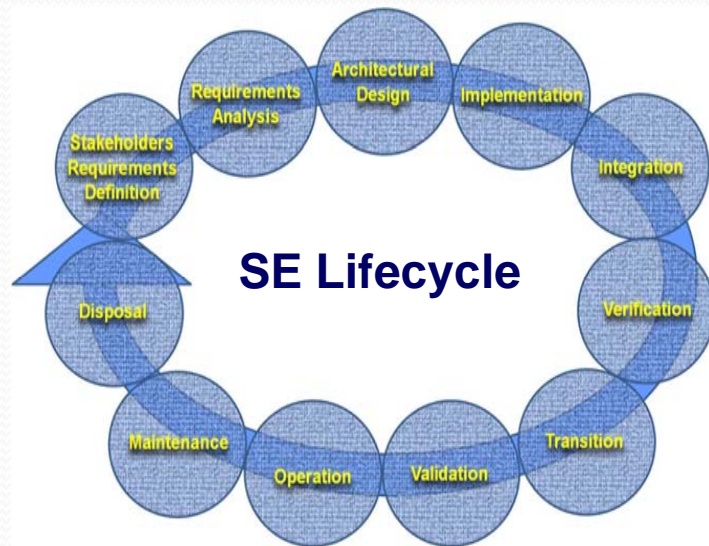 Stakeholders
Requirements
Definition
Requirements
Analysis
Architectural
Design
Implementation
Integration
Verification
Transition
Validation
Operation
Maintenance
Disposal
SE Lifecycle